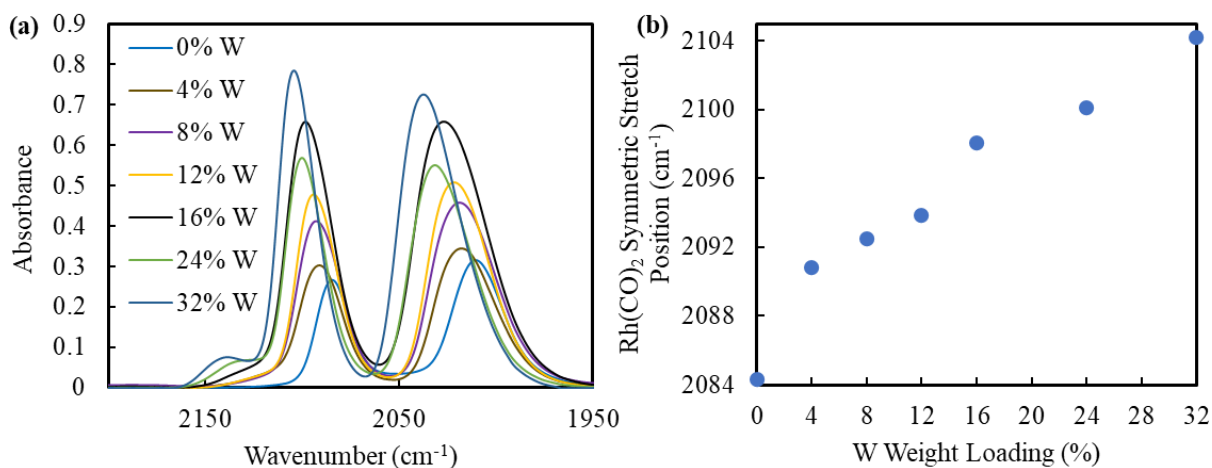 (a)
0.9
0.8
0.7
0.6
0.5
0.4
0.3
0.2
0.1
0
Absorbance
0% W
4% W
8% W
12% W
16% W
24% W
32% W
2150
2050
1950
Wavenumber (cm⁻¹)
(b)
2104
2100
2096
2092
2088
2084
Rh(CO)₂ Symmetric Stretch
Position (cm⁻¹)
0
4
8
12
16
20
24
28
32
W Weight Loading (%)